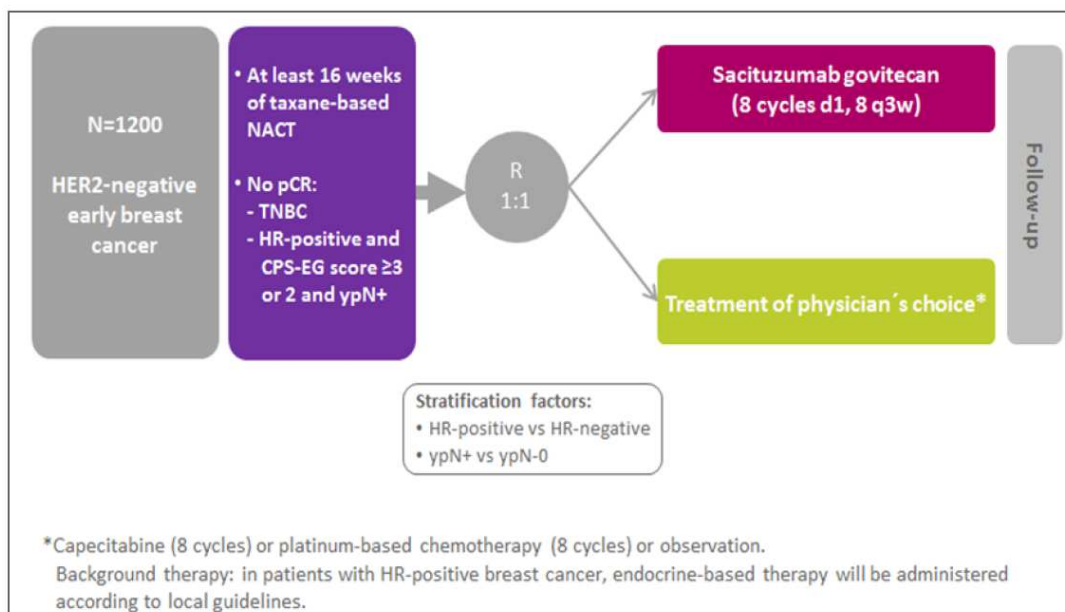 N=1200
HER2-negative
early breast
cancer
• At least 16 weeks
of taxane-based
NACT
• No pCR:
- TNBC
- HR-positive and
CPS-EG score ≥3
or 2 and ypN+
R
1:1
Sacituzumab govitecan
(8 cycles d1, 8 q3w)
Treatment of physician´s choice*
Follow-up
Stratification factors:
• HR-positive vs HR-negative
• ypN+ vs ypN-0
*Capecitabine (8 cycles) or platinum-based chemotherapy (8 cycles) or observation.
Background therapy: in patients with HR-positive breast cancer, endocrine-based therapy will be administered
according to local guidelines.